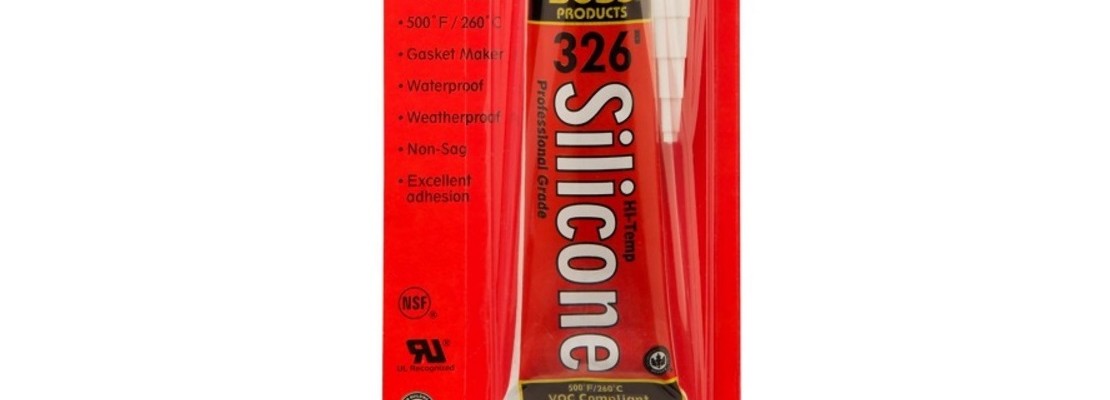 • 500°F / 260°C
• Gasket Maker
• Waterproof
• Weatherproof
• Non-Sag
• Excellent
adhesion
NSF®
UL Recognized
PRODUCTS
326
Silicone
Professional Grade
Hi-Temp
500°F/260°C
VOC Compliant